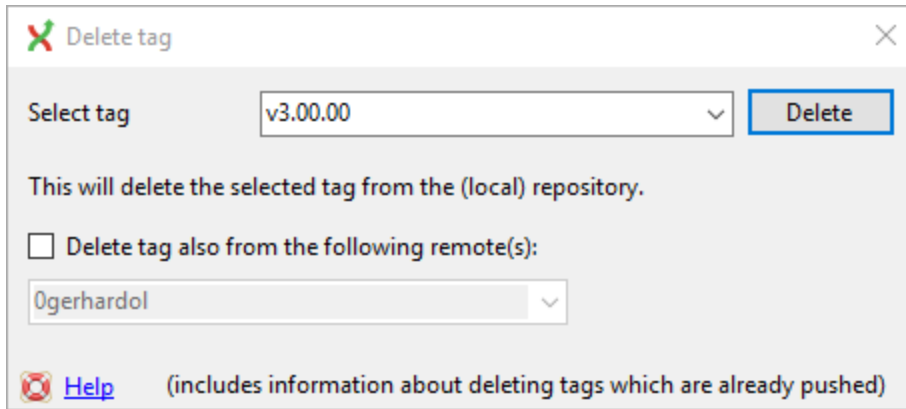 Delete tag
Select tag v3.00.00 Delete
This will delete the selected tag from the (local) repository.
Delete tag also from the following remote(s):
0gerhardol
Help (includes information about deleting tags which are already pushed)